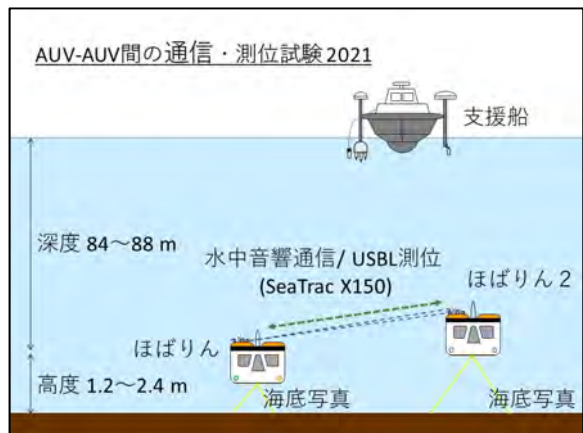 AUV-AUV間の通信・測位試験2021
支援船
深度 84～88 m
水中音響通信/ USBL測位
(SeaTrac X150)
ほばりん２
ほばりん
高度 1.2～2.4 m
海底写真
海底写真